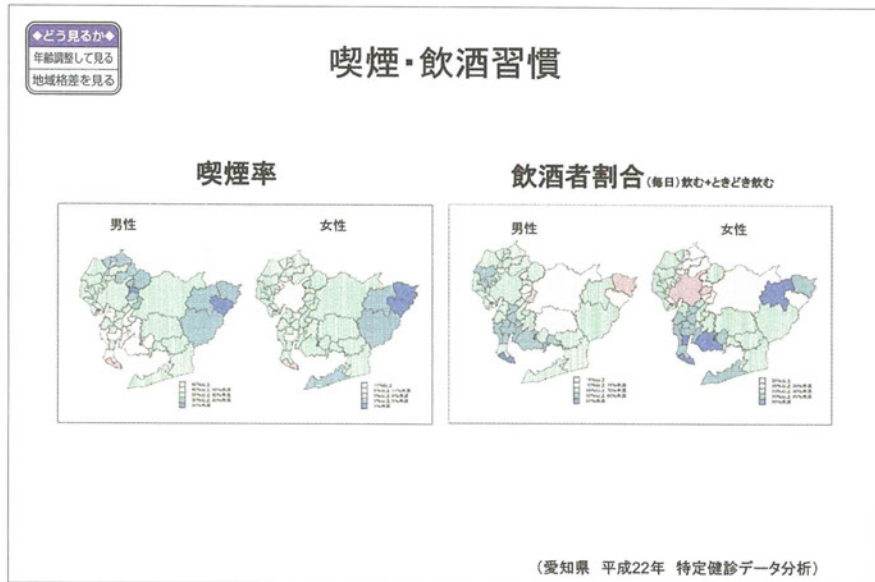 ◆どう見るか◆
年齢調整して見る
地域格差を見る
喫煙・飲酒習慣
喫煙率
飲酒者割合(毎日)飲む+ときどき飲む
男性
女性
男性
女性
(愛知県 平成22年 特定健診データ分析)